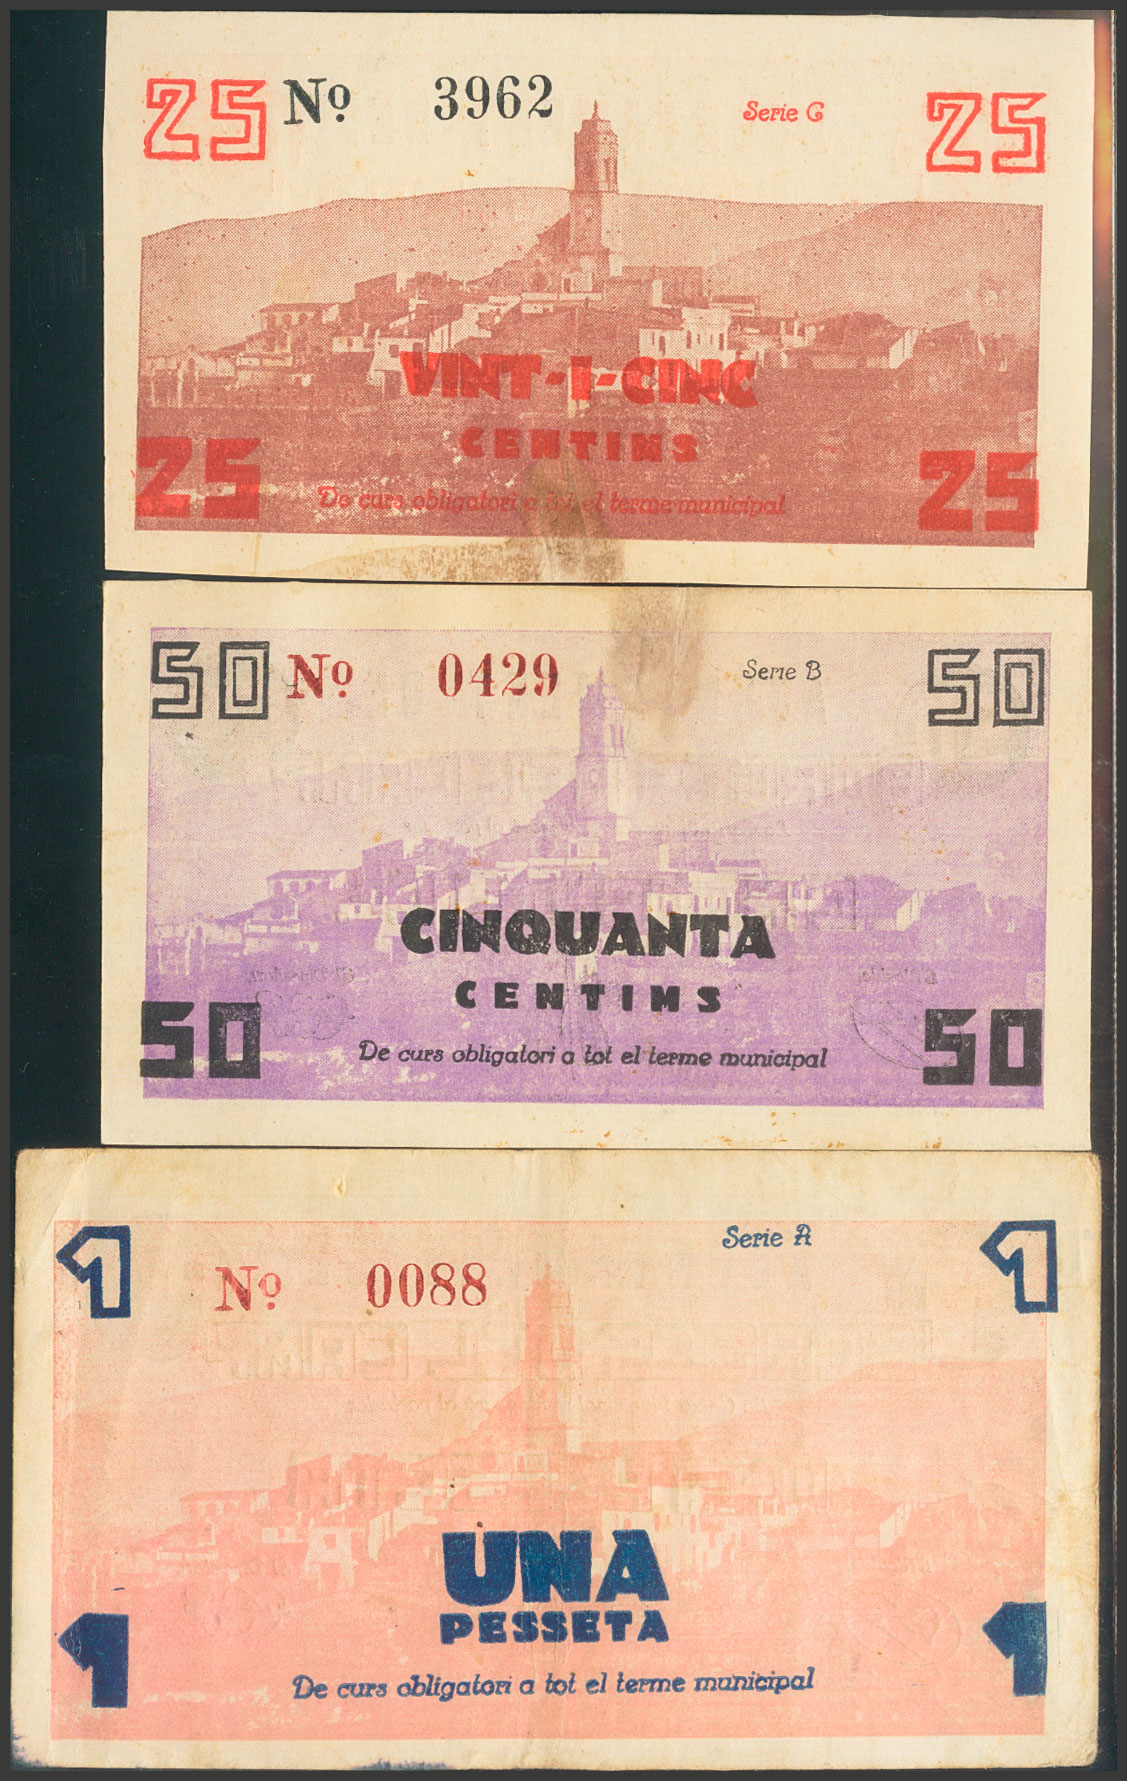 25 Nº 3962 Serie C 25
VINT-I-CINC
CENTIMS
25 25
De curs obligatori a tot el terme municipal
50 Nº 0429 Serie B 50
CINQUANTA
CENTIMS
50 50
De curs obligatori a tot el terme municipal
1 Serie A 1
Nº 0088
UNA
PESSETA
1 1
De curs obligatori a tot el terme municipal